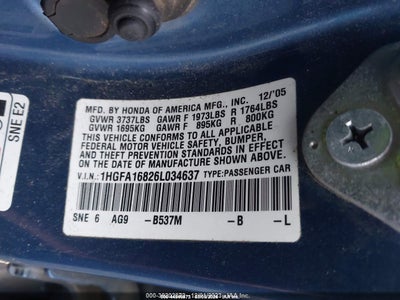 MFD. BY HONDA OF AMERICA MFG., INC. 12/'05
GVWR 3737LBS GAWR F 1973LBS R 1764LBS
GVWR 1695KG GAWR F 895KG R 800KG
THIS VEHICLE CONFORMS TO ALL APPLICABLE
FEDERAL MOTOR VEHICLE SAFETY, BUMPER,
AND THEFT PREVENTION STANDARDS IN EFFECT ON THE
DATE OF MANUFACTURE SHOWN ABOVE.
V.I.N.: 1HGFA16826L034637 TYPE: PASSENGER CAR
SNE 6 AG9 -B537M -B -L
SNE E2